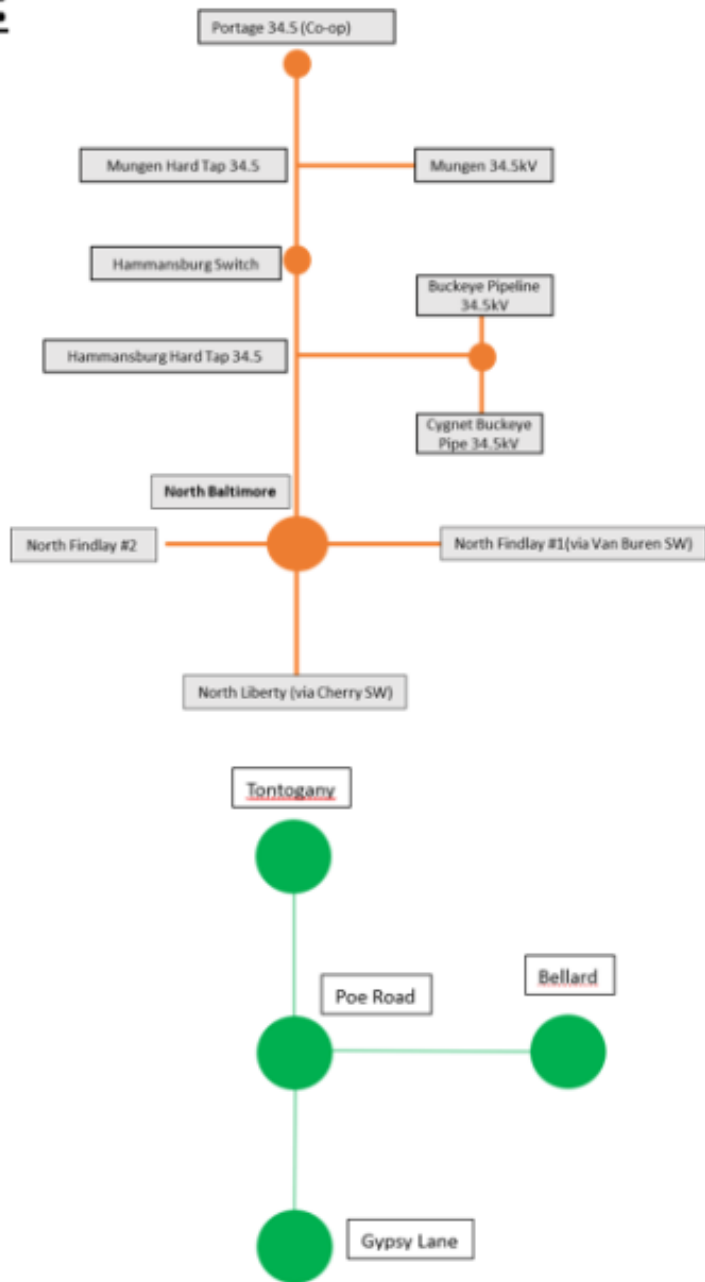 Portage 34.5 (Co-op)
Mungen Hard Tap 34.5
Mungen 34.5kV
Hammansburg Switch
Buckeye Pipeline
34.5kV
Hammansburg Hard Tap 34.5
Cygnet Buckeye
Pipe 34.5kV
North Baltimore
North Findlay #2
North Findlay #1(via Van Buren SW)
North Liberty (via Cherry SW)
Tontogany
Poe Road
Bellard
Gypsy Lane